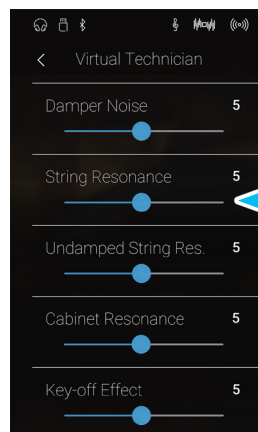 Virtual Technician
Damper Noise 5
String Resonance 5
Undamped String Res. 5
Cabinet Resonance 5
Key-off Effect 5